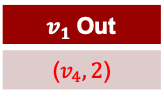 v₁ Out
(v₄, 2)